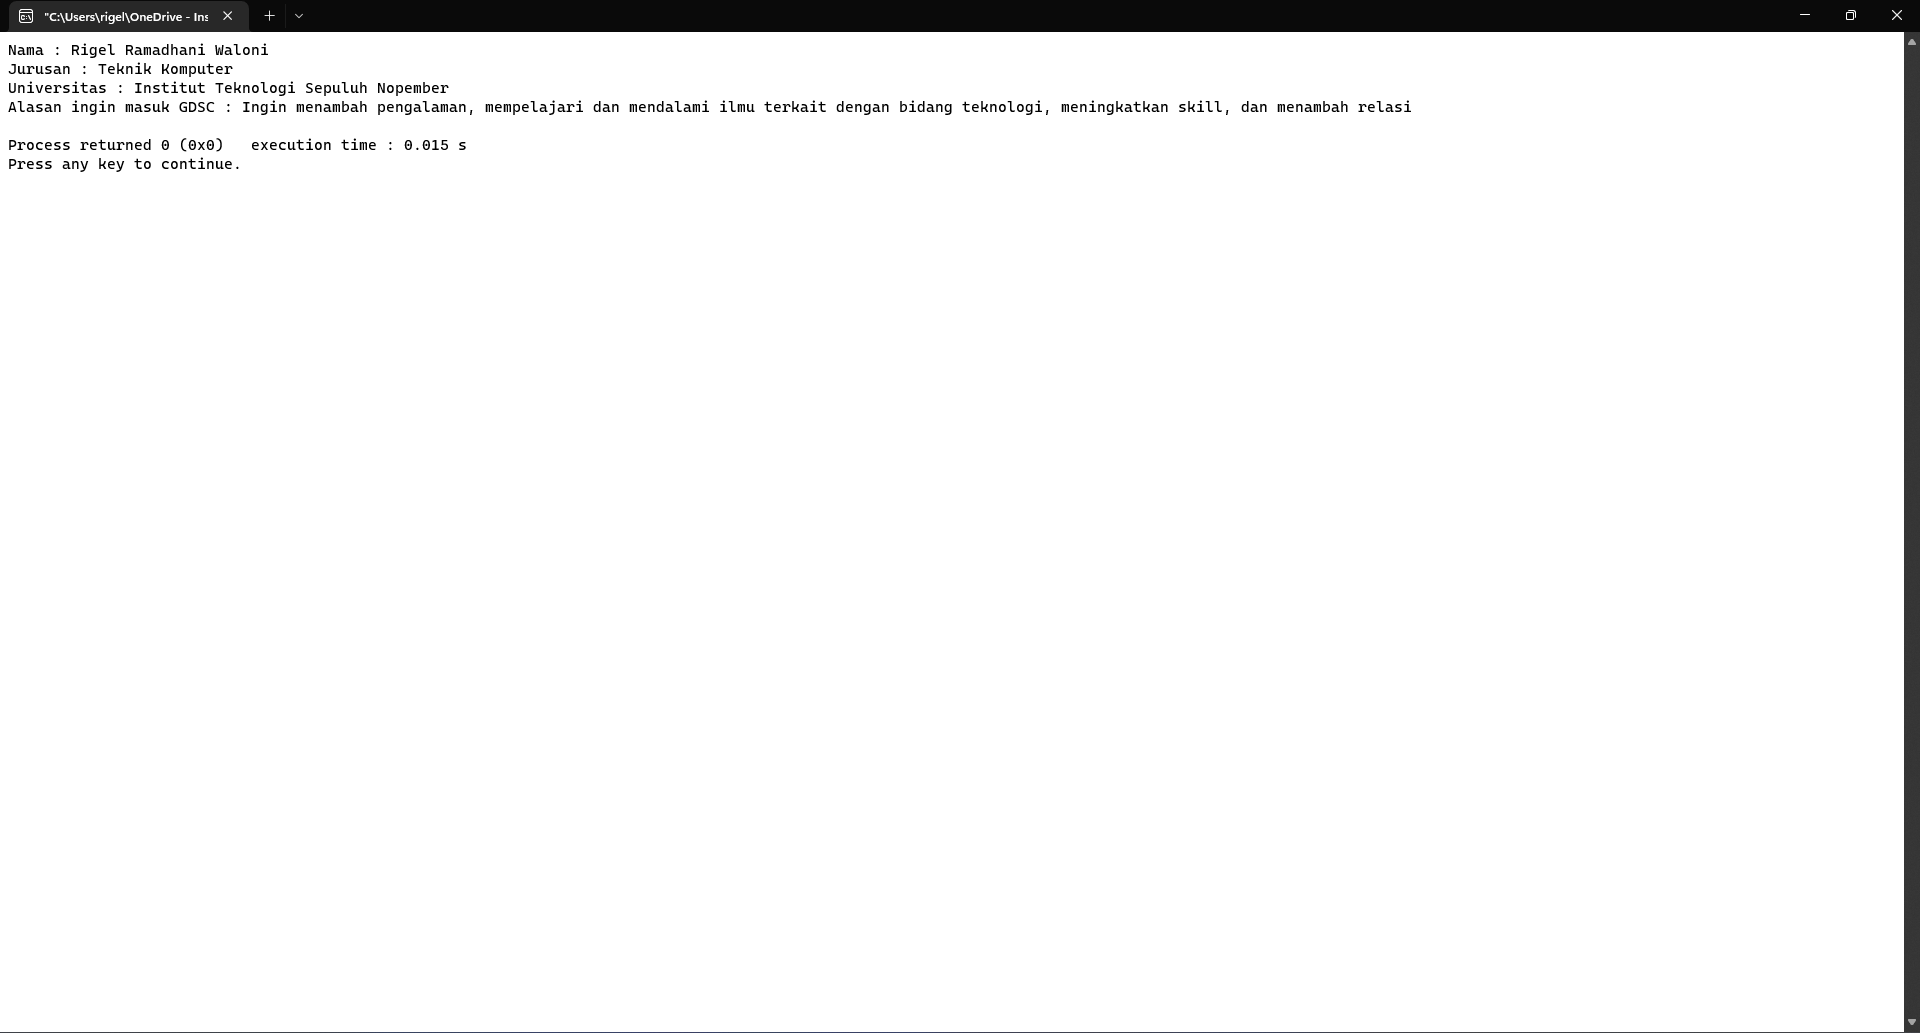 "C:\Users\rigel\OneDrive - Ins
Nama : Rigel Ramadhani Waloni
Jurusan : Teknik Komputer
Universitas : Institut Teknologi Sepuluh Nopember
Alasan ingin masuk GDSC : Ingin menambah pengalaman, mempelajari dan mendalami ilmu terkait dengan bidang teknologi, meningkatkan skill, dan menambah relasi
Process returned 0 (0x0)   execution time : 0.015 s
Press any key to continue.